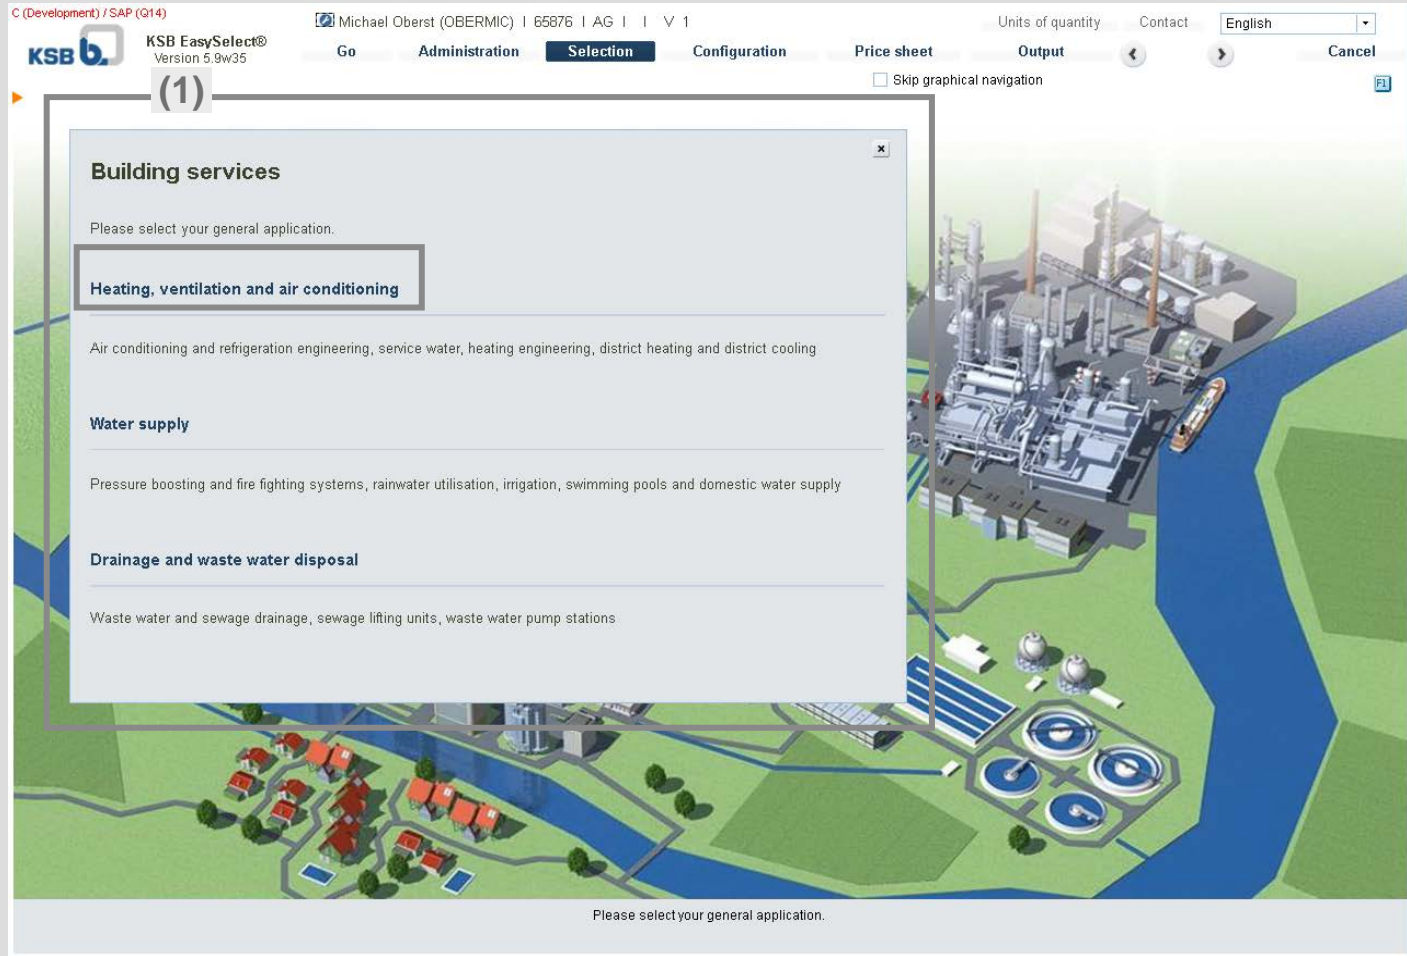 C (Development) / SAP (Q14)
Michael Oberst (OBERMIC) I 65876 I AG I I V 1
Units of quantity Contact English
KSB b.
KSB EasySelect®
Version 5.9w35
Go Administration Selection Configuration Price sheet Output Cancel
Skip graphical navigation
F1
(1)
Building services
Please select your general application.
Heating, ventilation and air conditioning
Air conditioning and refrigeration engineering, service water, heating engineering, district heating and district cooling
Water supply
Pressure boosting and fire fighting systems, rainwater utilisation, irrigation, swimming pools and domestic water supply
Drainage and waste water disposal
Waste water and sewage drainage, sewage lifting units, waste water pump stations
Please select your general application.